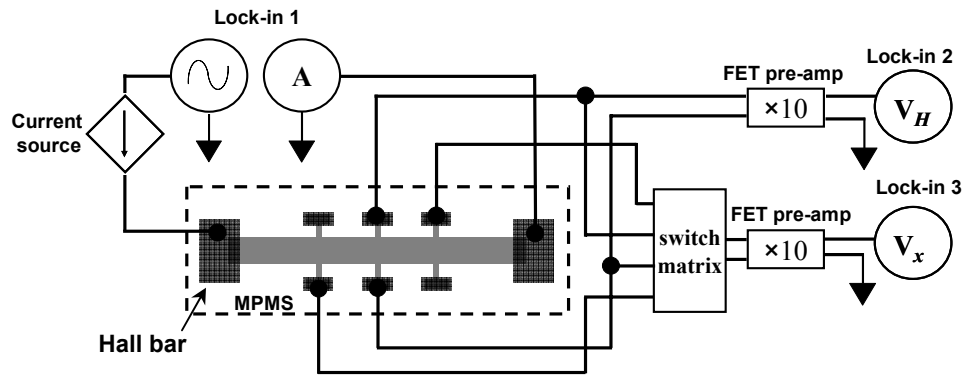 Lock-in 1
A
Current
source
FET pre-amp
×10
Lock-in 2
V_H
Lock-in 3
FET pre-amp
×10
V_x
switch
matrix
MPMS
Hall bar